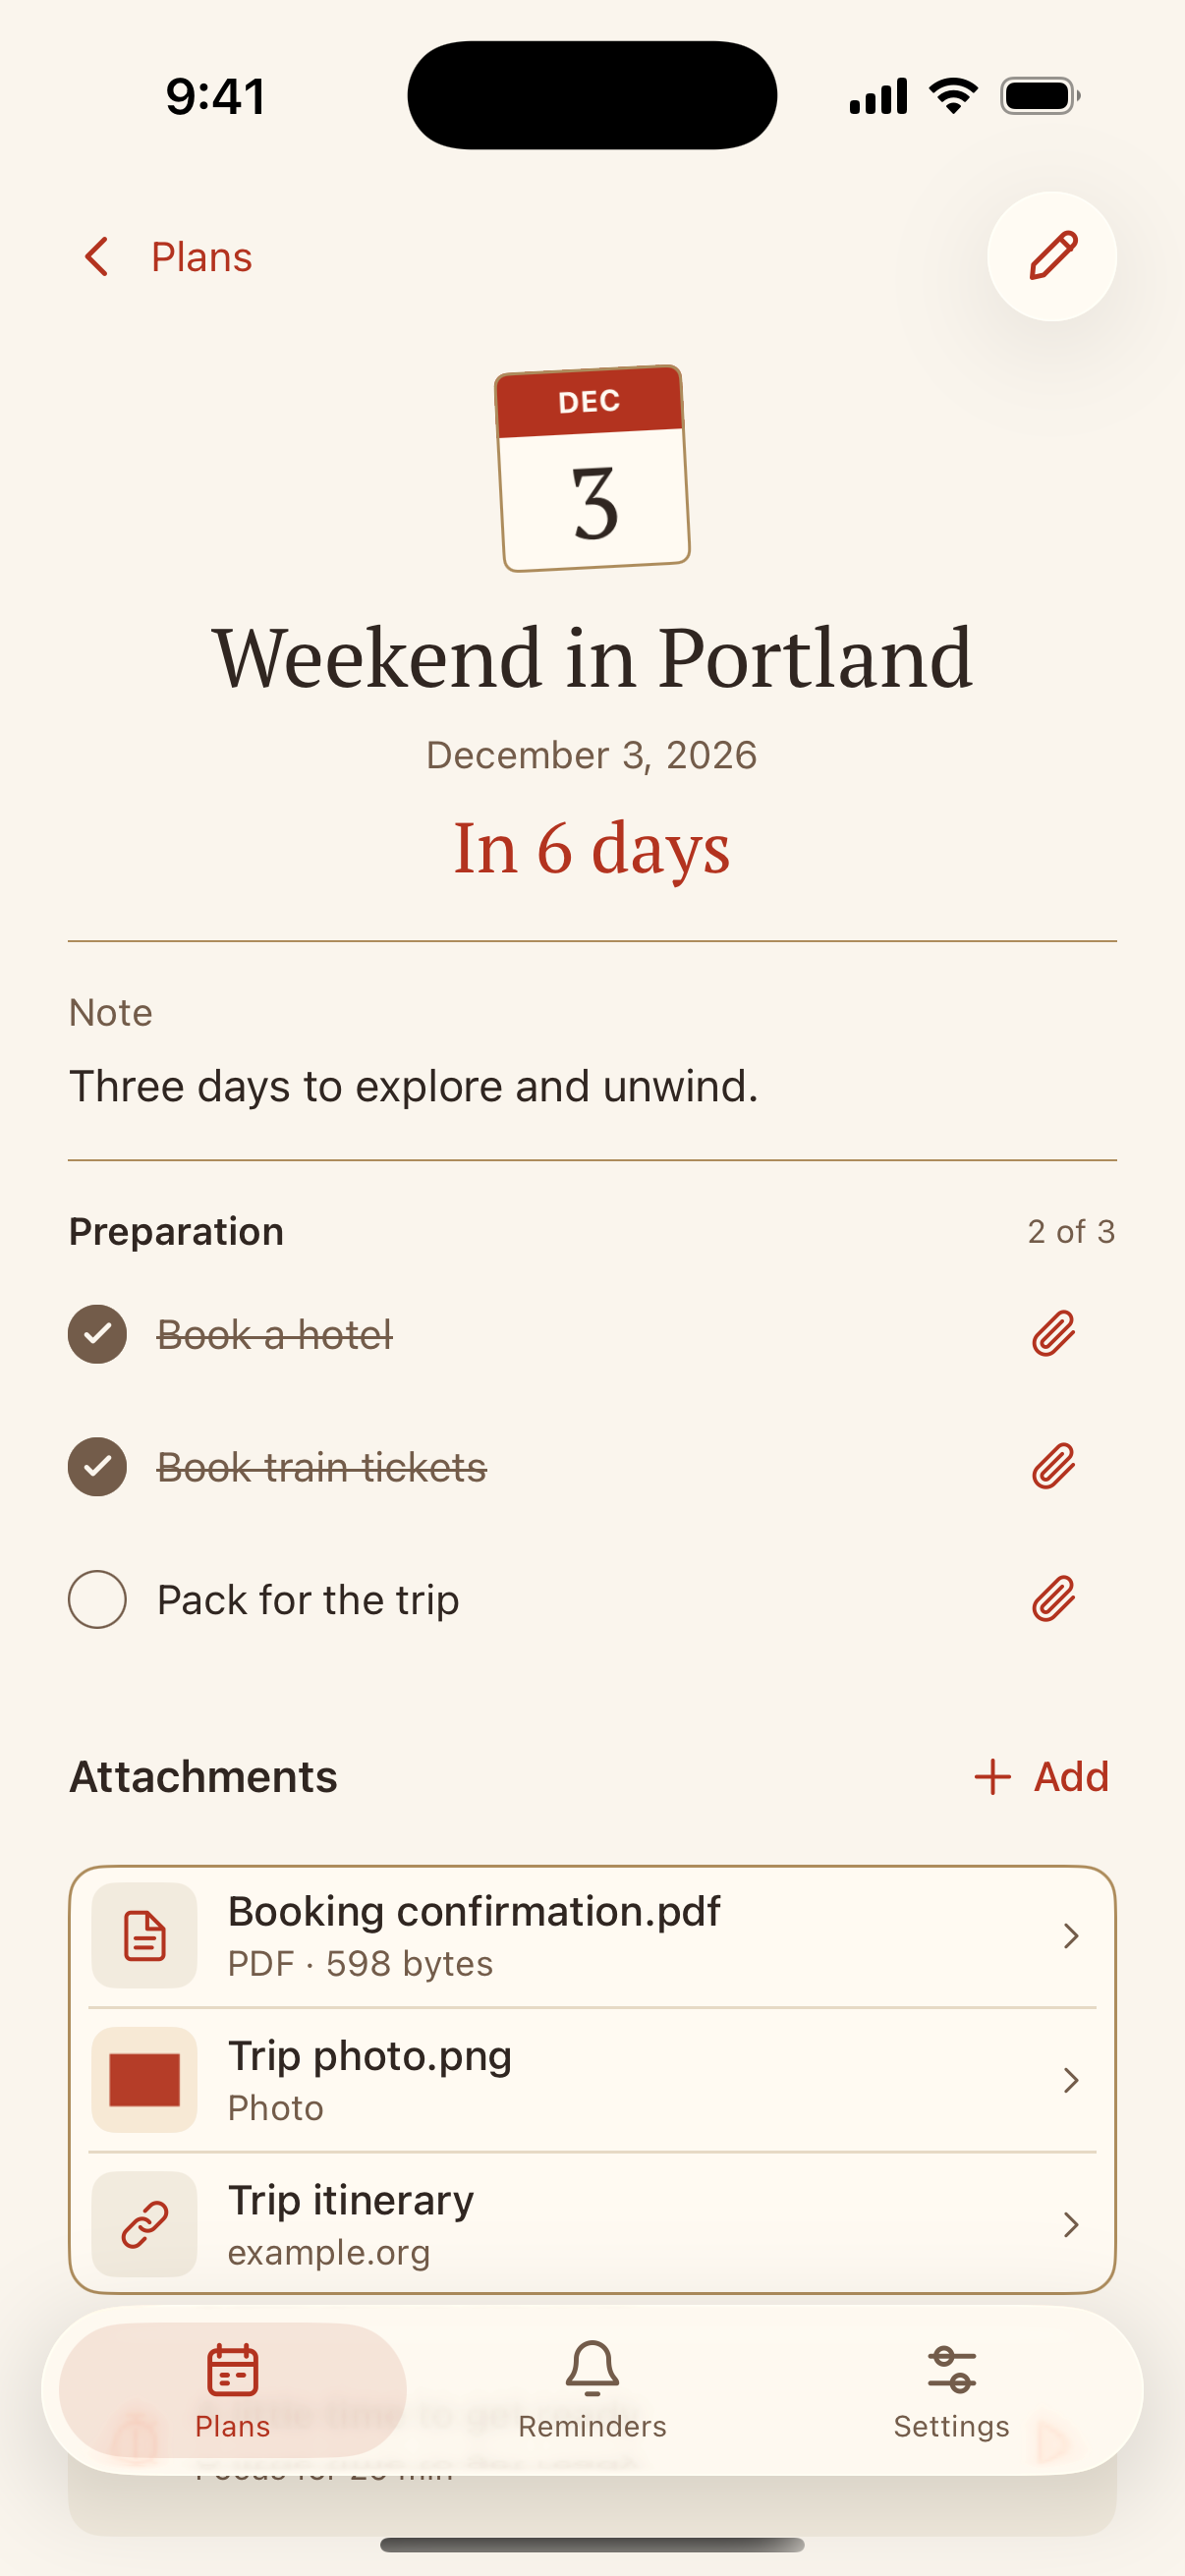 9:41
Plans
DEC
3
Weekend in Portland
December 3, 2026
In 6 days
Note
Three days to explore and unwind.
Preparation
2 of 3
Book a hotel
Book train tickets
Pack for the trip
Attachments
Add
Booking confirmation.pdf
PDF · 598 bytes
Trip photo.png
Photo
Trip itinerary
example.org
Plans
Reminders
Settings